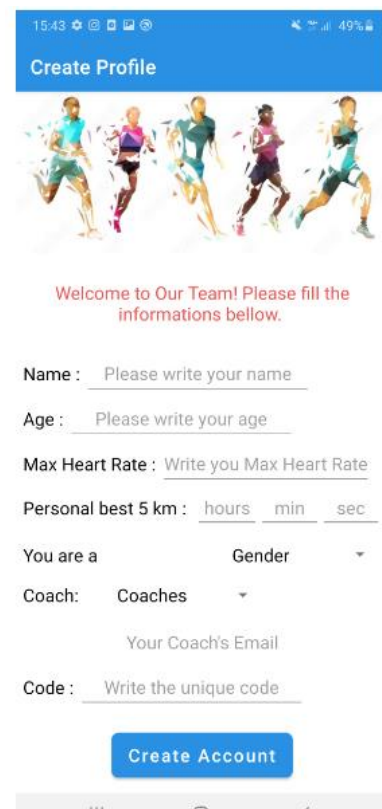 15:43 49%
Create Profile
Welcome to Our Team! Please fill the
informations bellow.
Name : Please write your name
Age : Please write your age
Max Heart Rate : Write you Max Heart Rate
Personal best 5 km : hours min sec
You are a Gender
Coach: Coaches
Your Coach's Email
Code : Write the unique code
Create Account